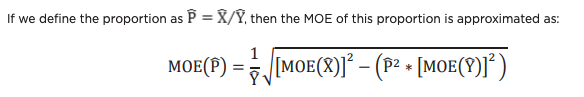 If we define the proportion as P̂ = X̂/Ŷ, then the MOE of this proportion is approximated as:
MOE(P̂) = 1/Ŷ √([MOE(X̂)]² – (P̂² * [MOE(Ŷ)]²))